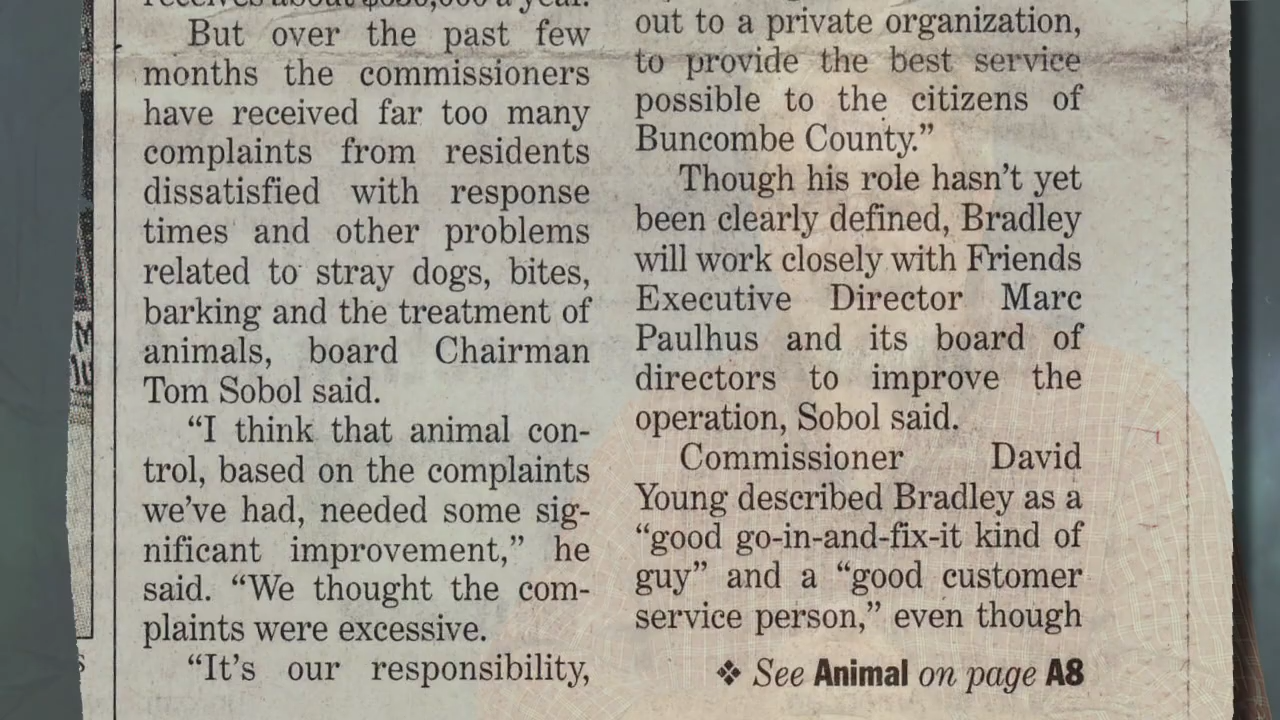 receives about $630,000 a year.
But over the past few
months the commissioners
have received far too many
complaints from residents
dissatisfied with response
times and other problems
related to stray dogs, bites,
barking and the treatment of
animals, board Chairman
Tom Sobol said.
“I think that animal con-
trol, based on the complaints
we’ve had, needed some sig-
nificant improvement,” he
said. “We thought the com-
plaints were excessive.
“It’s our responsibility,
out to a private organization,
to provide the best service
possible to the citizens of
Buncombe County.”
Though his role hasn’t yet
been clearly defined, Bradley
will work closely with Friends
Executive Director Marc
Paulhus and its board of
directors to improve the
operation, Sobol said.
Commissioner David
Young described Bradley as a
“good go-in-and-fix-it kind of
guy” and a “good customer
service person,” even though
❖ See Animal on page A8